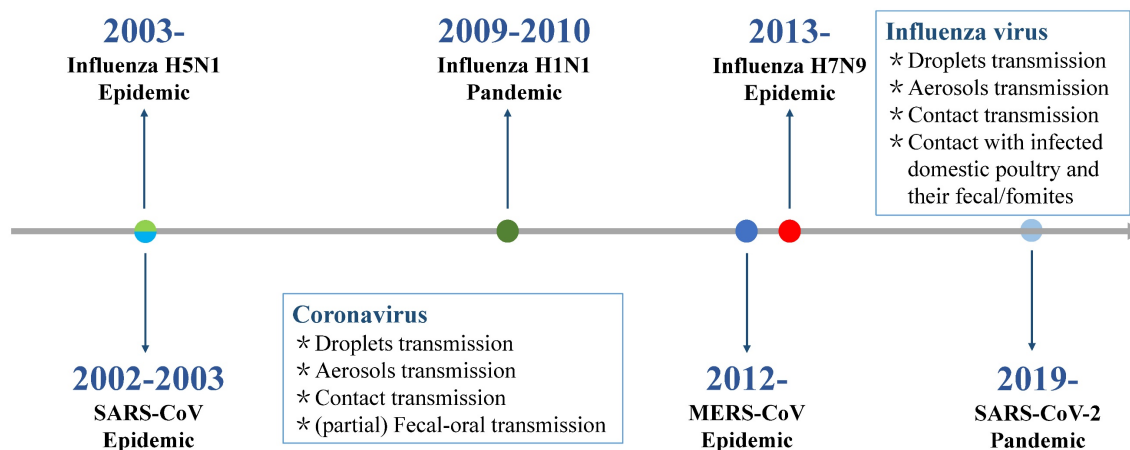 2003-
Influenza H5N1
Epidemic
2009-2010
Influenza H1N1
Pandemic
2013-
Influenza H7N9
Epidemic
Influenza virus
＊Droplets transmission
＊Aerosols transmission
＊Contact transmission
＊Contact with infected
domestic poultry and
their fecal/fomites
Coronavirus
＊Droplets transmission
＊Aerosols transmission
＊Contact transmission
＊(partial) Fecal-oral transmission
2002-2003
SARS-CoV
Epidemic
2012-
MERS-CoV
Epidemic
2019-
SARS-CoV-2
Pandemic